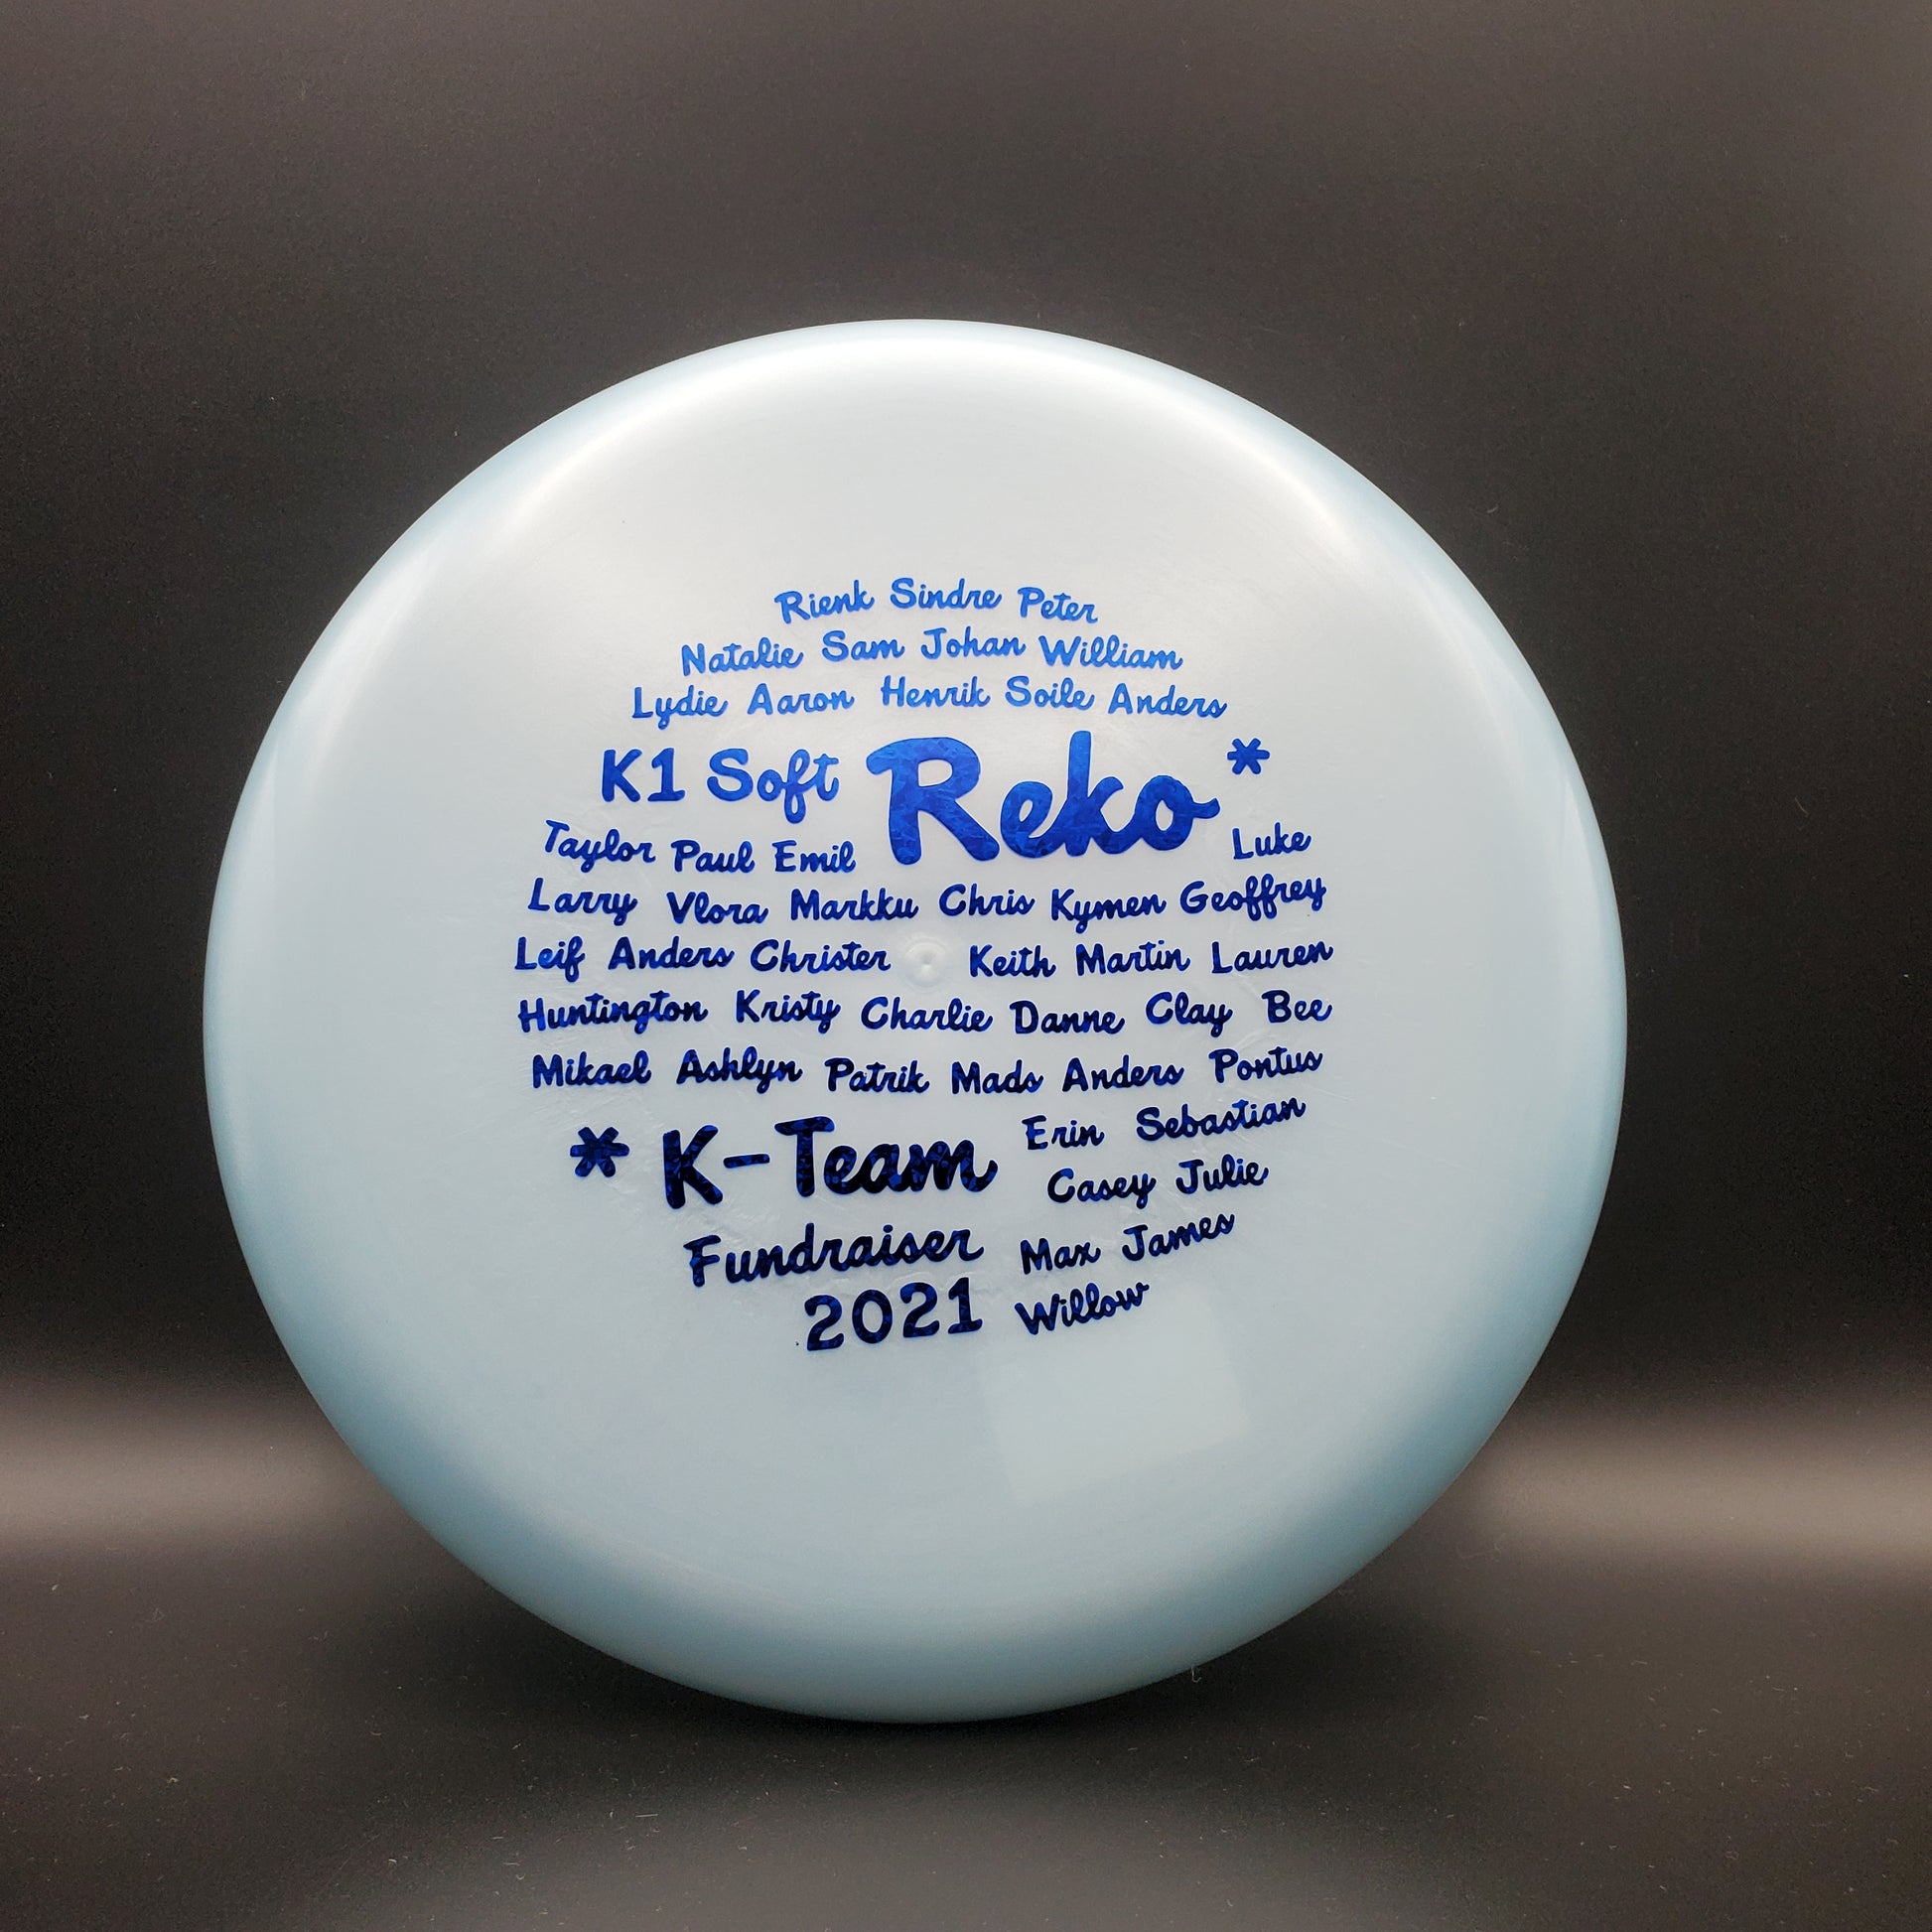 Rienk Sindre Peter
Natalie Sam Johan William
Lydie Aaron Henrik Soile Anders
K1 Soft Reko *
Taylor Paul Emil Luke
Larry Vlora Markku Chris Kymen Geoffrey
Leif Anders Christer Keith Martin Lauren
Huntington Kristy Charlie Danne Clay Bee
Mikael Ashlyn Patrik Mads Anders Pontus
* K-Team
Erin Sebastian
Casey Julie
Fundraiser
Max James
2021
Willow